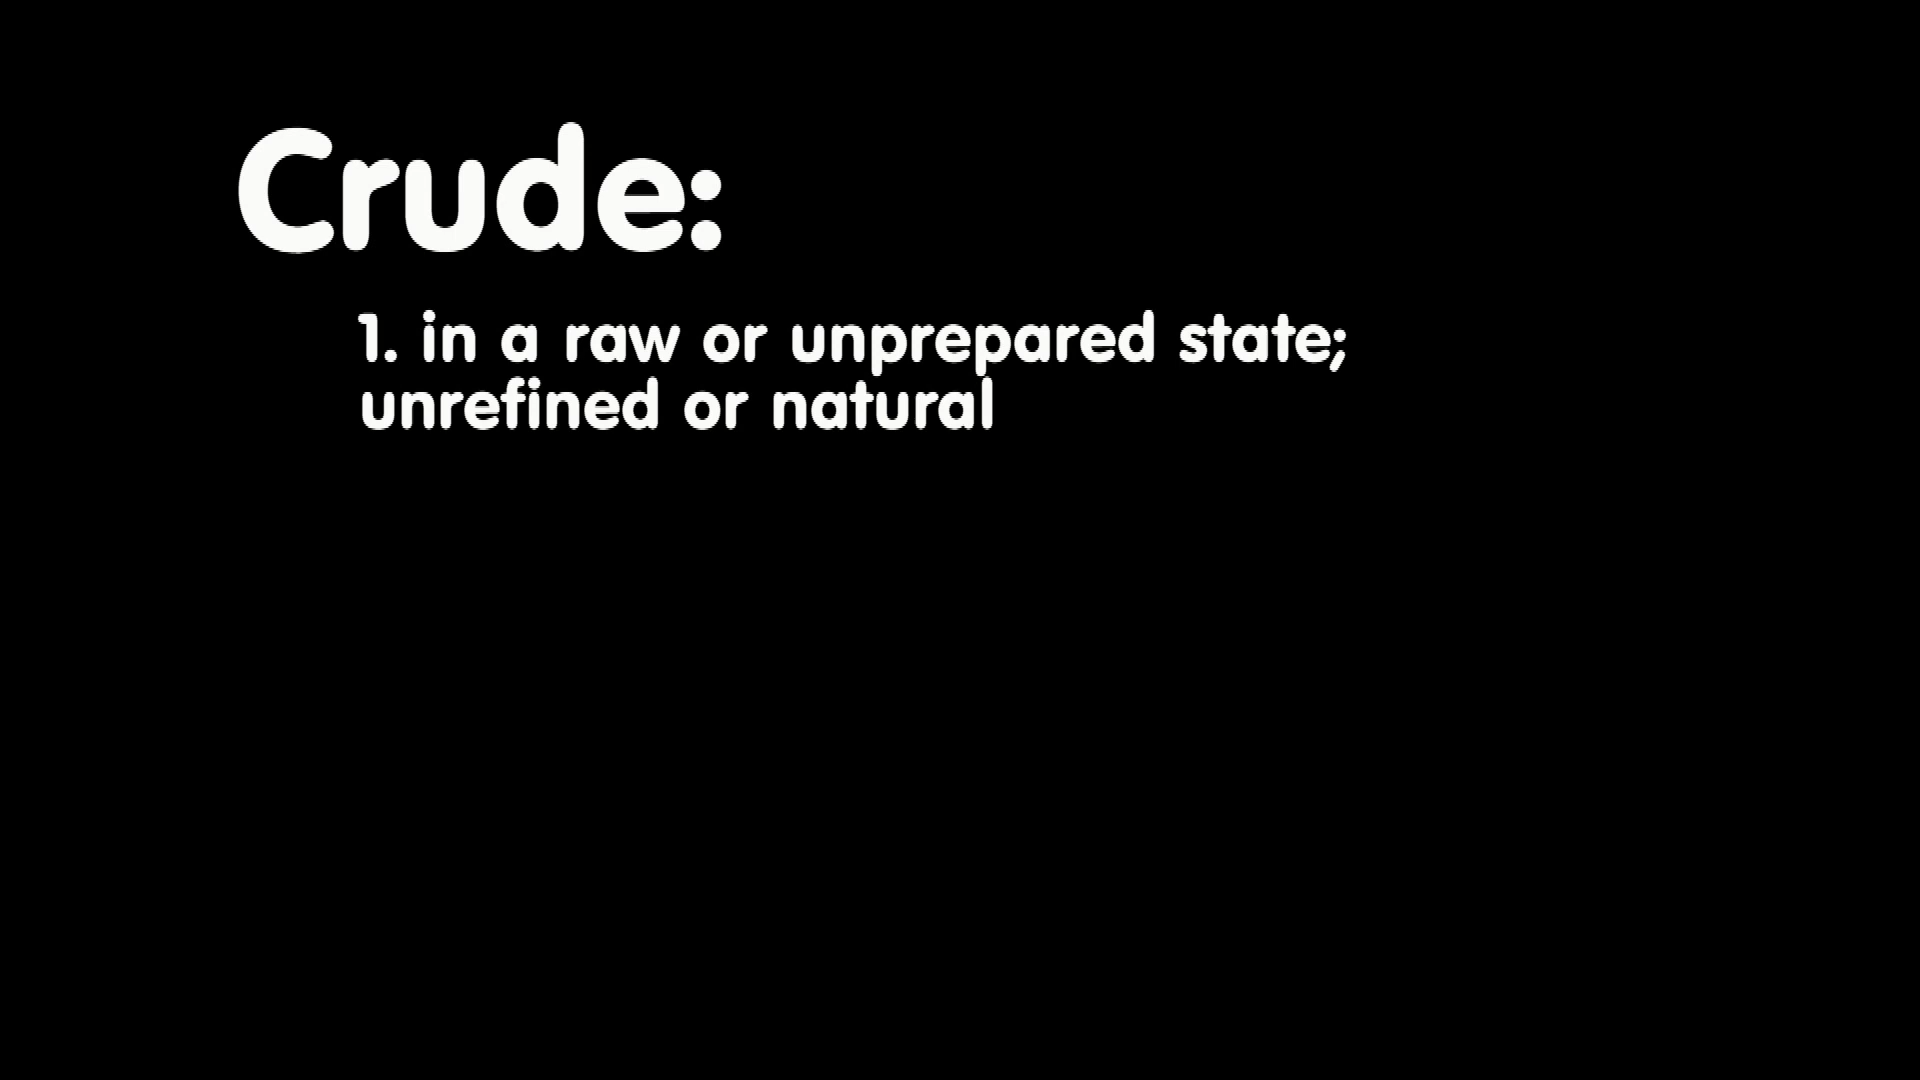 Crude:
1. in a raw or unprepared state;
unrefined or natural